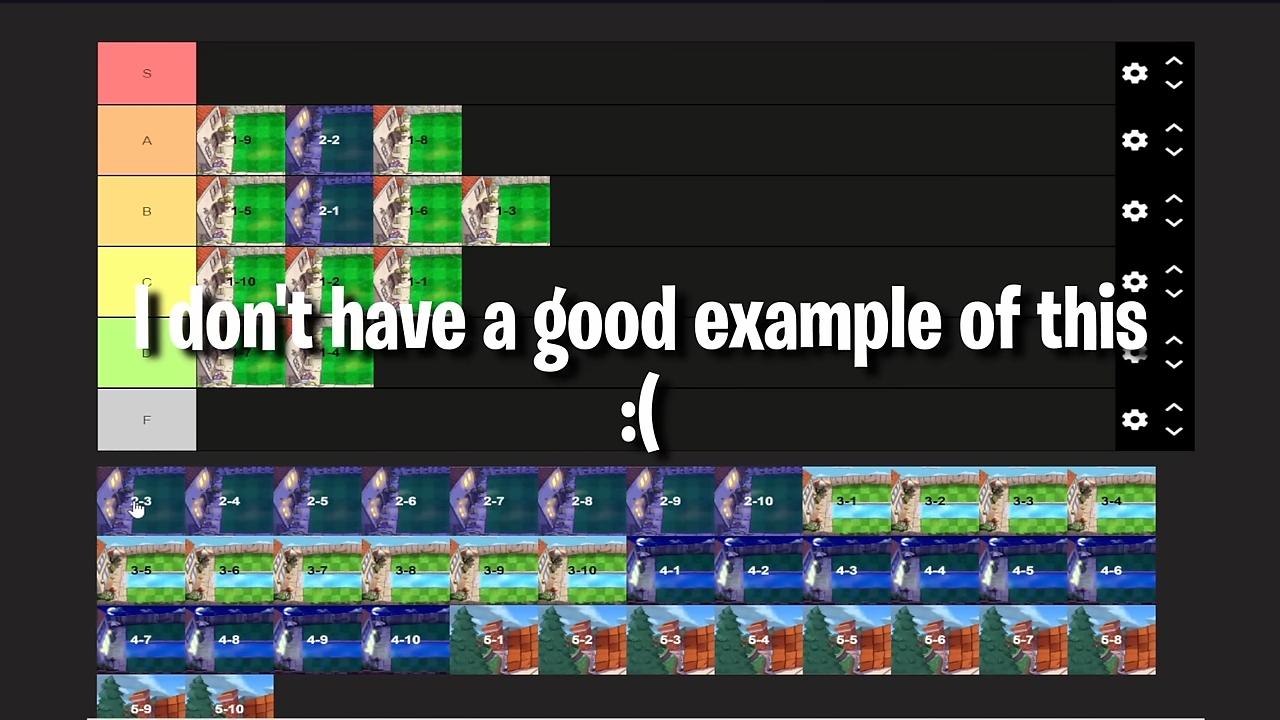 S
A 1-9 2-2 1-8
B 1-5 2-1 1-6 1-3
C 1-10 1-2 1-1
I don't have a good example of this
:(
D 1-7 1-4
F
2-3 2-4 2-5 2-6 2-7 2-8 2-9 2-10 3-1 3-2 3-3 3-4
3-5 3-6 3-7 3-8 3-9 3-10 4-1 4-2 4-3 4-4 4-5 4-6
4-7 4-8 4-9 4-10 5-1 5-2 5-3 5-4 5-5 5-6 5-7 5-8
5-9 5-10